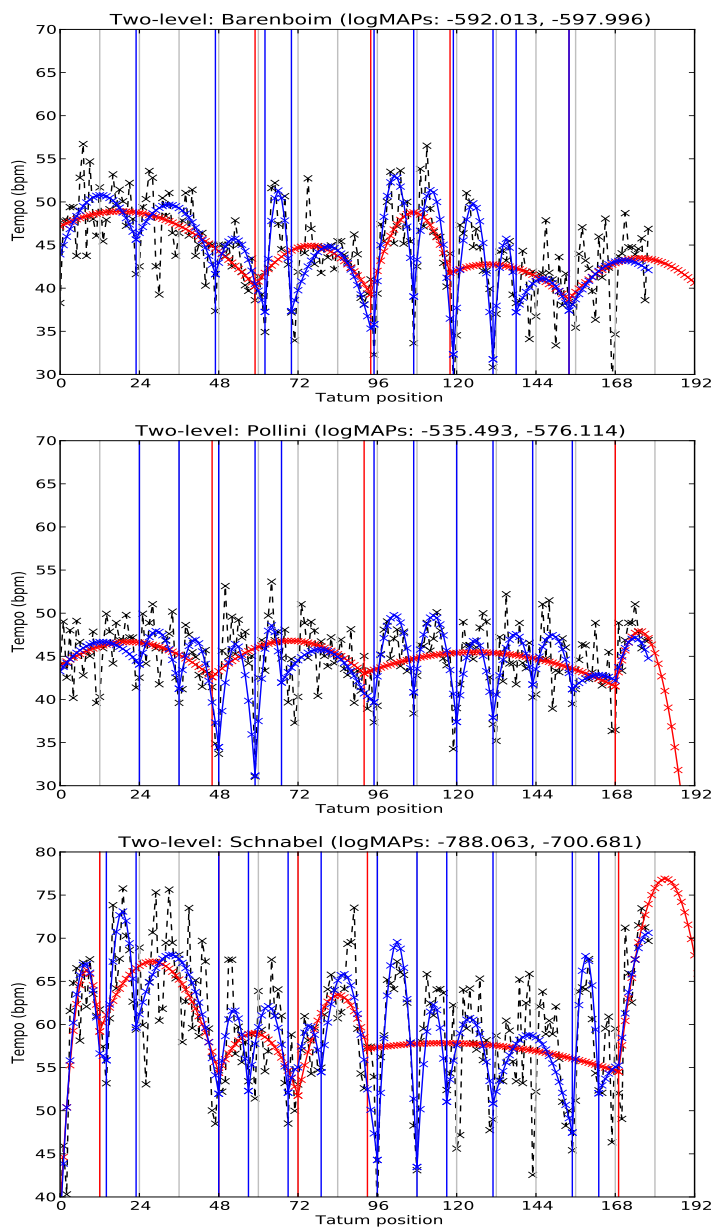 Two-level: Barenboim (logMAPs: -592.013, -597.996)
70
65
60
55
50
45
40
35
30
Tempo (bpm)
0 24 48 72 96 120 144 168 192
Tatum position
Two-level: Pollini (logMAPs: -535.493, -576.114)
70
65
60
55
50
45
40
35
30
Tempo (bpm)
0 24 48 72 96 120 144 168 192
Tatum position
Two-level: Schnabel (logMAPs: -788.063, -700.681)
80
75
70
65
60
55
50
45
40
Tempo (bpm)
0 24 48 72 96 120 144 168 192
Tatum position